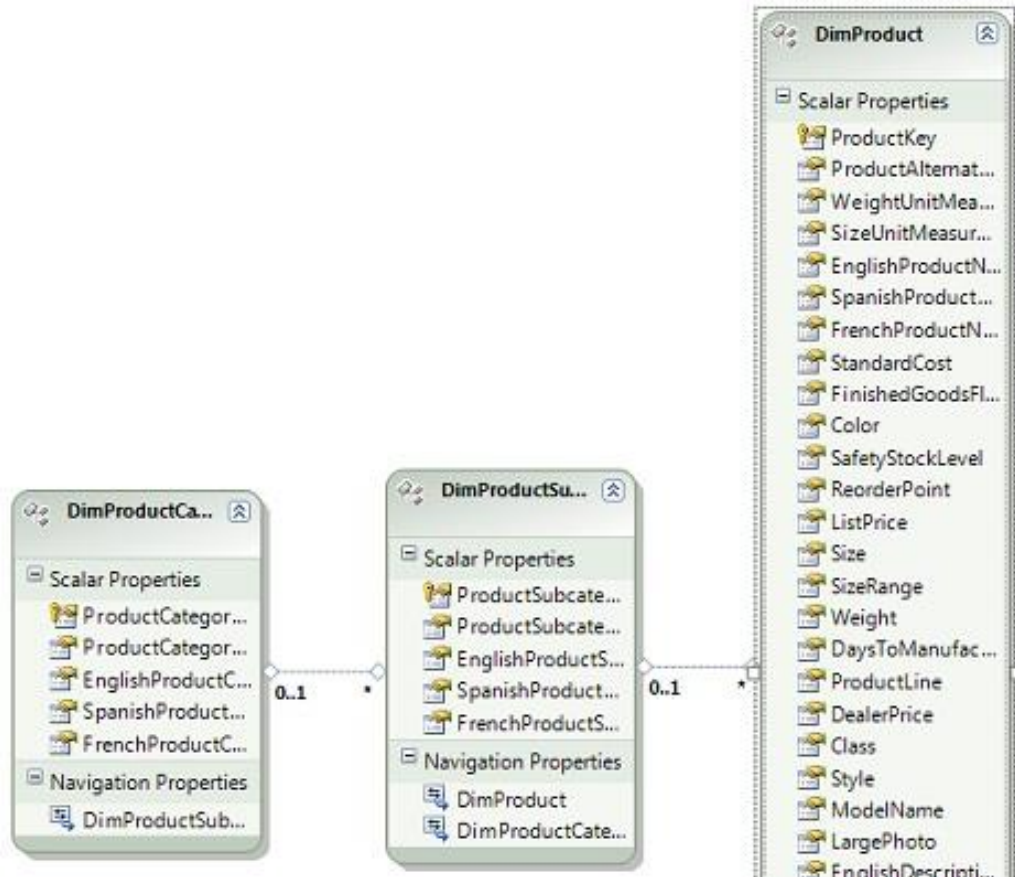 DimProductCa...
Scalar Properties
ProductCategor...
ProductCategor...
EnglishProductC...
SpanishProduct...
FrenchProductC...
Navigation Properties
DimProductSub...
0..1
*
DimProductSu...
Scalar Properties
ProductSubcate...
ProductSubcate...
EnglishProductS...
SpanishProduct...
FrenchProductS...
Navigation Properties
DimProduct
DimProductCate...
0..1
*
DimProduct
Scalar Properties
ProductKey
ProductAlternat...
WeightUnitMea...
SizeUnitMeasur...
EnglishProductN...
SpanishProduct...
FrenchProductN...
StandardCost
FinishedGoodsFl...
Color
SafetyStockLevel
ReorderPoint
ListPrice
Size
SizeRange
Weight
DaysToManufac...
ProductLine
DealerPrice
Class
Style
ModelName
LargePhoto
EnglishDescripti...